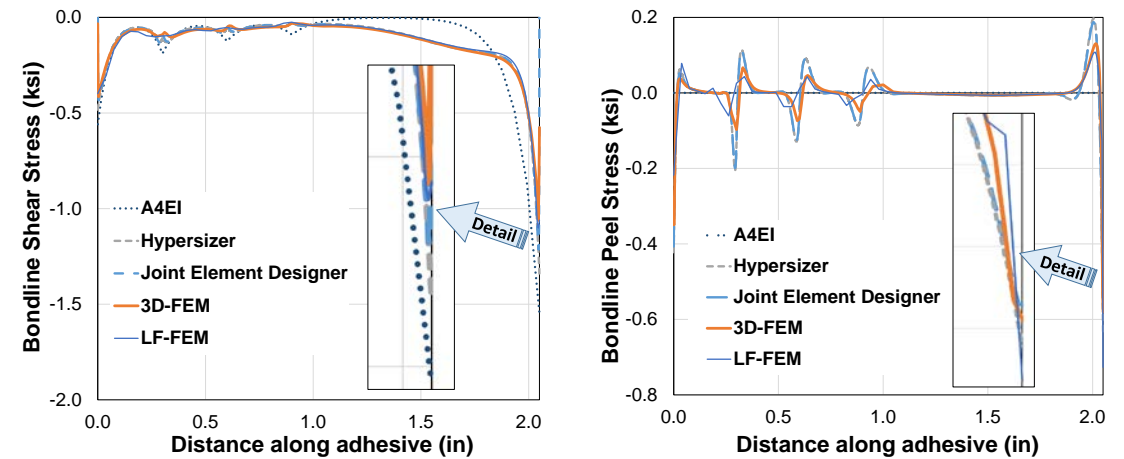 Bondline Shear Stress (ksi)
0.0
-0.5
-1.0
-1.5
-2.0
A4EI
Hypersizer
Joint Element Designer
3D-FEM
LF-FEM
Detail
0.0
0.5
1.0
1.5
2.0
Distance along adhesive (in)
Bondline Peel Stress (ksi)
0.2
0.0
-0.2
-0.4
-0.6
-0.8
A4EI
Hypersizer
Joint Element Designer
3D-FEM
LF-FEM
Detail
0.0
0.5
1.0
1.5
2.0
Distance along adhesive (in)